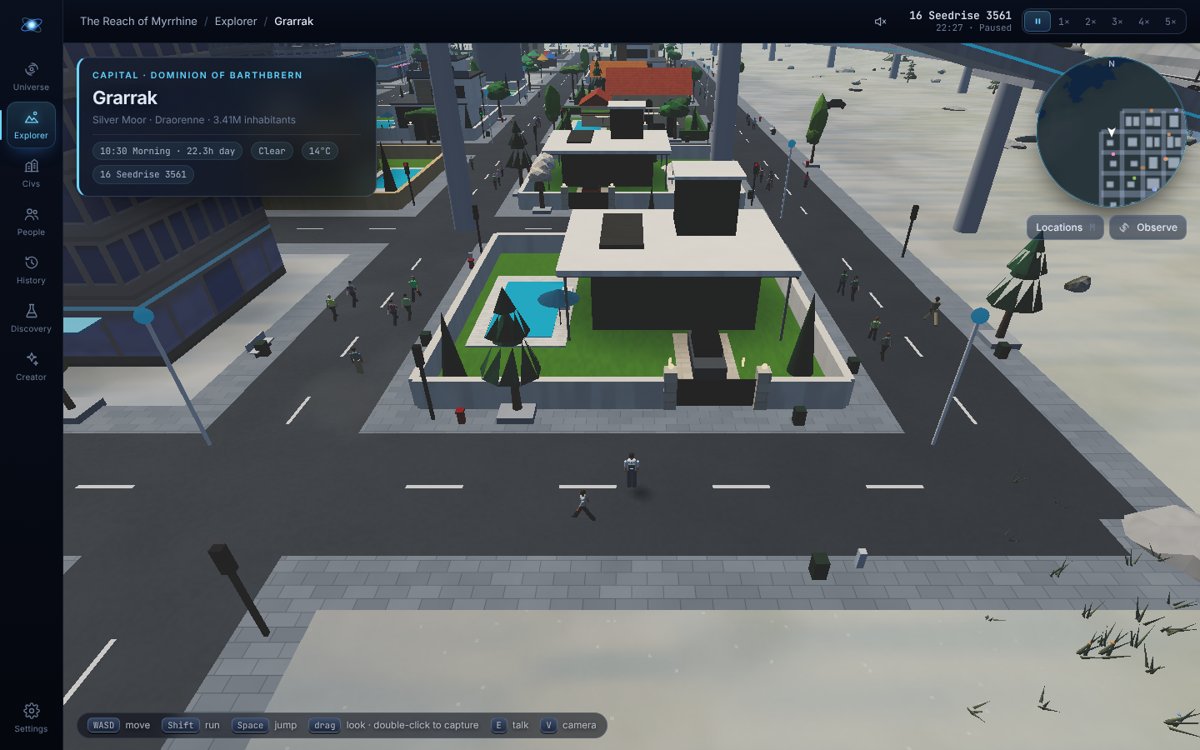 The Reach of Myrrhine / Explorer / Grarrak
16 Seedrise 3561
22:27 · Paused
1× 2× 3× 4× 5×
Universe
Explorer
Civs
People
History
Discovery
Creator
Settings
CAPITAL · DOMINION OF BARTHBRERN
Grarrak
Silver Moor · Draorenne · 3.41M inhabitants
10:30 Morning · 22.3h day Clear 14°C
16 Seedrise 3561
N
Locations M Observe
WASD move Shift run Space jump drag look · double-click to capture E talk V camera